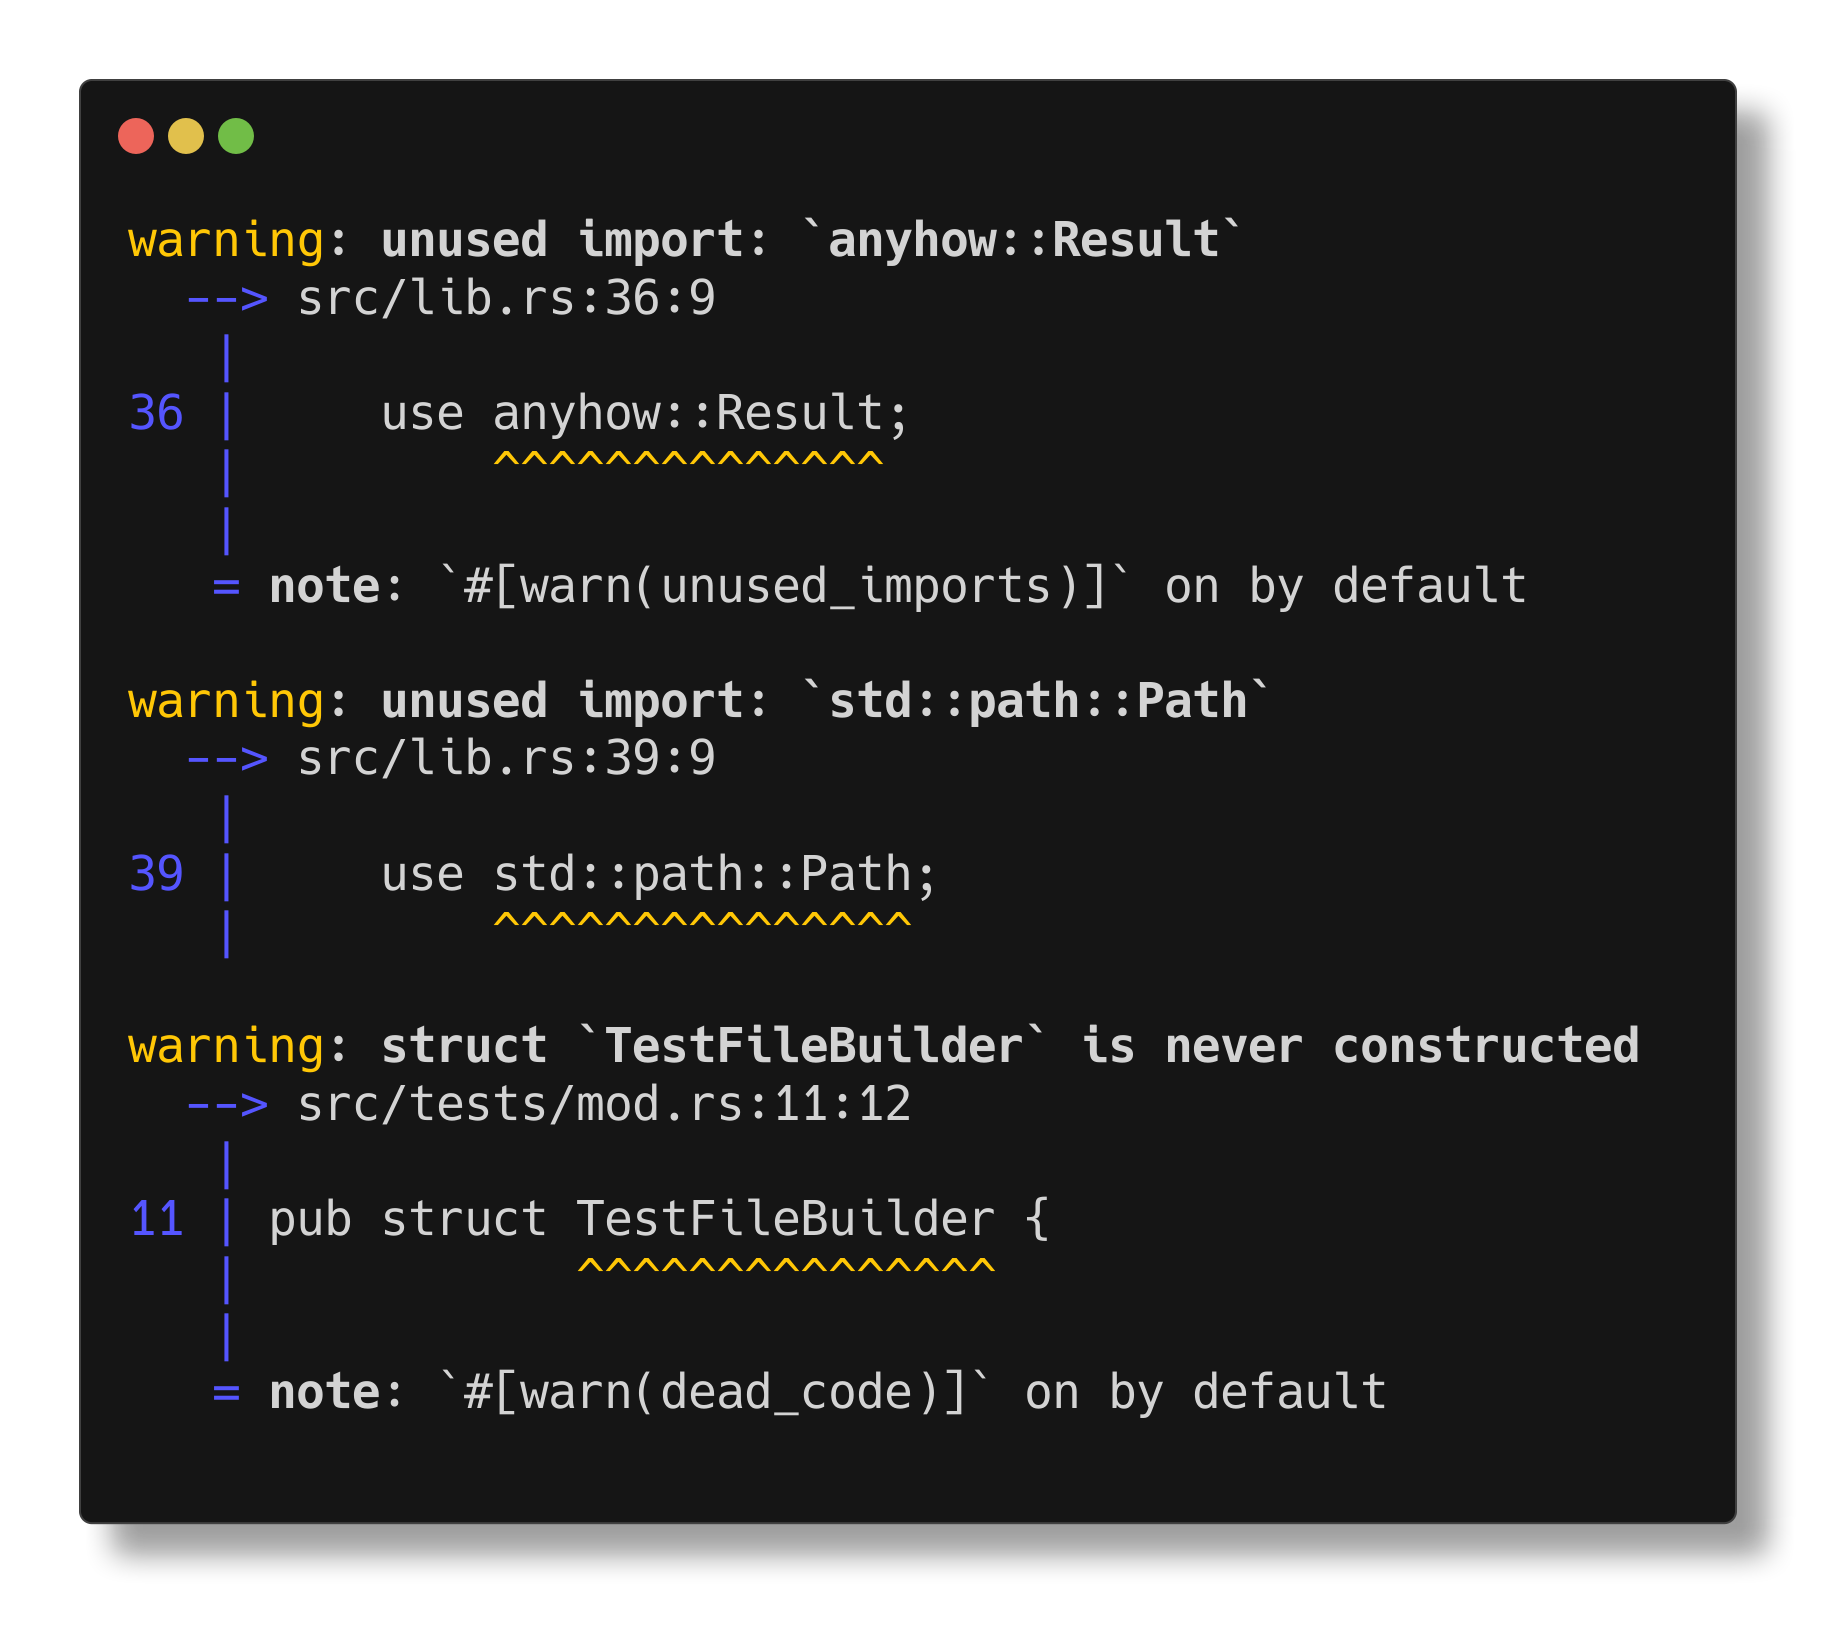 warning: unused import: `anyhow::Result`
  --> src/lib.rs:36:9
   |
36 |     use anyhow::Result;
   |         ^^^^^^^^^^^^^^
   |
   = note: `#[warn(unused_imports)]` on by default

warning: unused import: `std::path::Path`
  --> src/lib.rs:39:9
   |
39 |     use std::path::Path;
   |         ^^^^^^^^^^^^^^^

warning: struct `TestFileBuilder` is never constructed
  --> src/tests/mod.rs:11:12
   |
11 | pub struct TestFileBuilder {
   |            ^^^^^^^^^^^^^^^
   |
   = note: `#[warn(dead_code)]` on by default